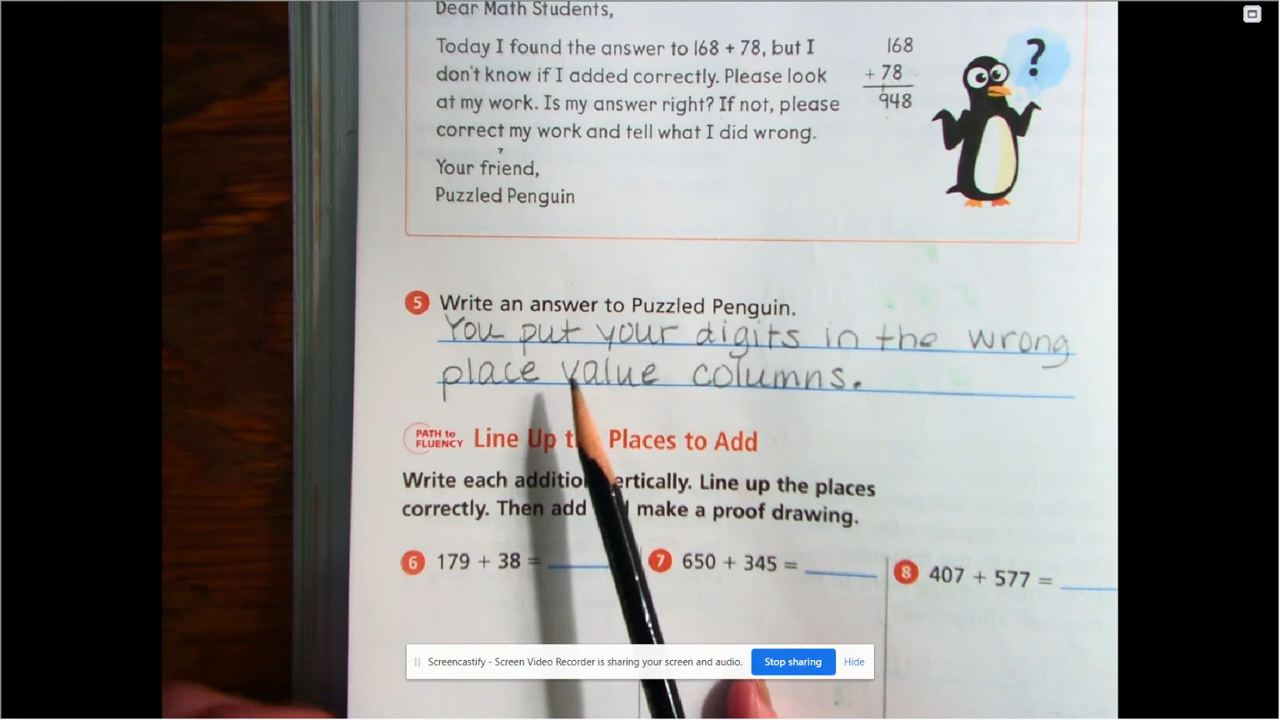 Dear Math Students,
Today I found the answer to 168 + 78, but I
don't know if I added correctly. Please look
at my work. Is my answer right? If not, please
correct my work and tell what I did wrong.
Your friend,
Puzzled Penguin
168
+ 78
1
948
?
5 Write an answer to Puzzled Penguin.
You put your digits in the wrong
place value columns.
PATH to
FLUENCY
Line Up the Places to Add
Write each addition vertically. Line up the places
correctly. Then add and make a proof drawing.
6 179 + 38 =
7 650 + 345 =
8 407 + 577 =
Screencastify - Screen Video Recorder is sharing your screen and audio.
Stop sharing
Hide